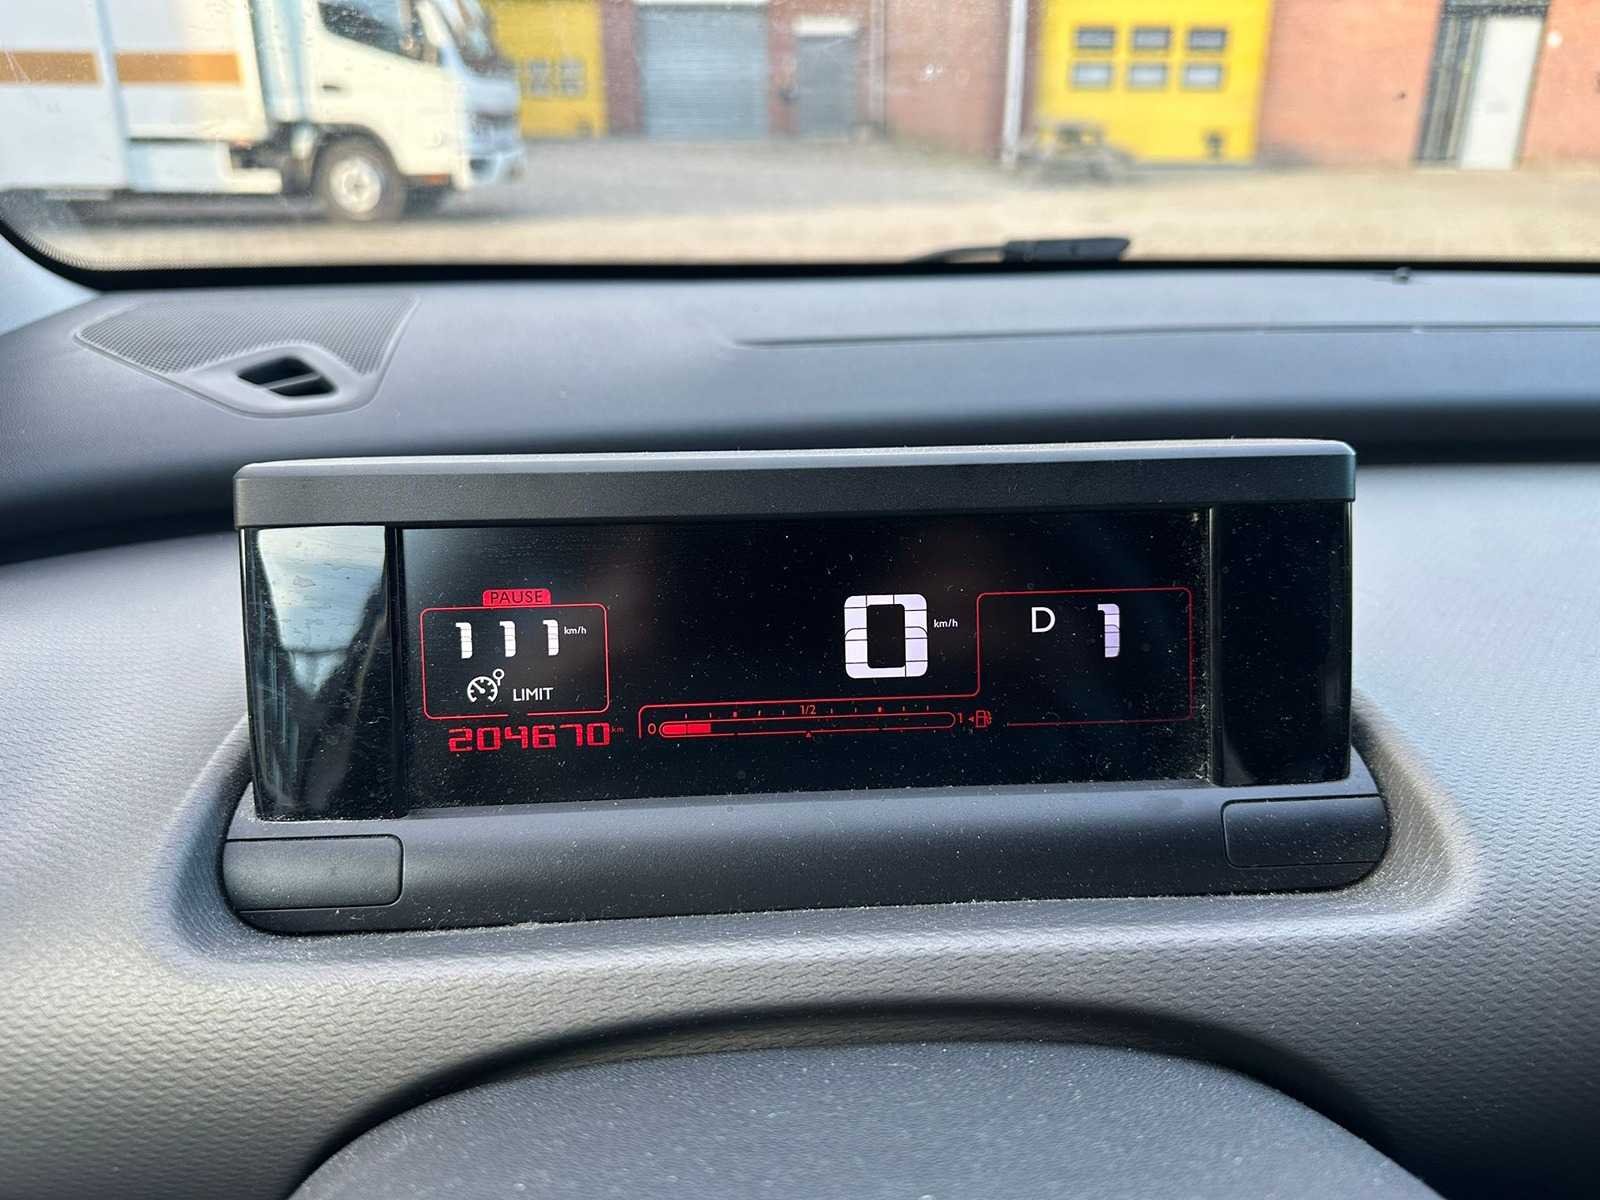 PAUSE
111 km/h
LIMIT
204670 km
0 km/h
D 1
0 1/2 1